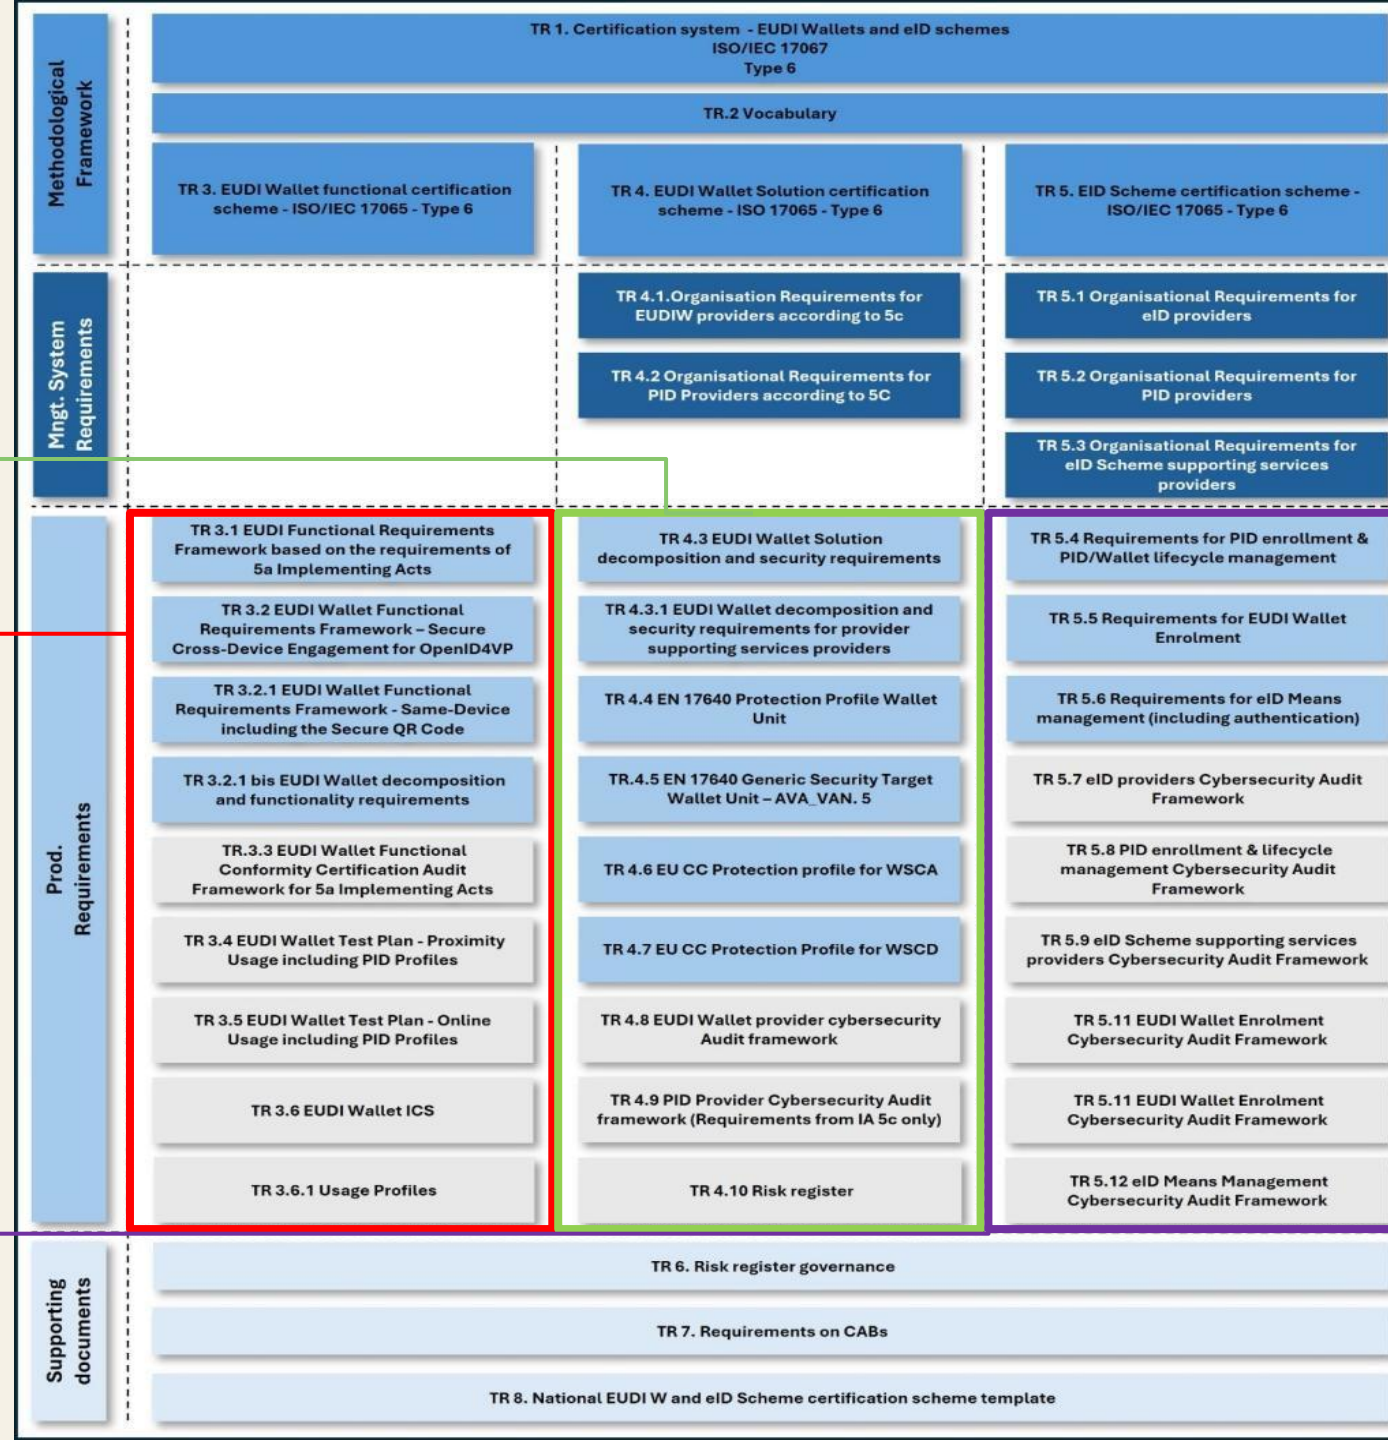 Methodological
Framework
TR 1. Certification system - EUDI Wallets and eID schemes
ISO/IEC 17067
Type 6
TR.2 Vocabulary
TR 3. EUDI Wallet functional certification
scheme - ISO/IEC 17065 - Type 6
TR 4. EUDI Wallet Solution certification
scheme - ISO 17065 - Type 6
TR 5. EID Scheme certification scheme -
ISO/IEC 17065 - Type 6
Mngt. System
Requirements
TR 4.1.Organisation Requirements for
EUDIW providers according to 5c
TR 4.2 Organisational Requirements for
PID Providers according to 5C
TR 5.1 Organisational Requirements for
eID providers
TR 5.2 Organisational Requirements for
PID providers
TR 5.3 Organisational Requirements for
eID Scheme supporting services
providers
Prod.
Requirements
TR 3.1 EUDI Functional Requirements
Framework based on the requirements of
5a Implementing Acts
TR 3.2 EUDI Wallet Functional
Requirements Framework – Secure
Cross-Device Engagement for OpenID4VP
TR 3.2.1 EUDI Wallet Functional
Requirements Framework - Same-Device
including the Secure QR Code
TR 3.2.1 bis EUDI Wallet decomposition
and functionality requirements
TR.3.3 EUDI Wallet Functional
Conformity Certification Audit
Framework for 5a Implementing Acts
TR 3.4 EUDI Wallet Test Plan - Proximity
Usage including PID Profiles
TR 3.5 EUDI Wallet Test Plan - Online
Usage including PID Profiles
TR 3.6 EUDI Wallet ICS
TR 3.6.1 Usage Profiles
TR 4.3 EUDI Wallet Solution
decomposition and security requirements
TR 4.3.1 EUDI Wallet decomposition and
security requirements for provider
supporting services providers
TR 4.4 EN 17640 Protection Profile Wallet
Unit
TR.4.5 EN 17640 Generic Security Target
Wallet Unit – AVA_VAN. 5
TR 4.6 EU CC Protection profile for WSCA
TR 4.7 EU CC Protection Profile for WSCD
TR 4.8 EUDI Wallet provider cybersecurity
Audit framework
TR 4.9 PID Provider Cybersecurity Audit
framework (Requirements from IA 5c only)
TR 4.10 Risk register
TR 5.4 Requirements for PID enrollment &
PID/Wallet lifecycle management
TR 5.5 Requirements for EUDI Wallet
Enrolment
TR 5.6 Requirements for eID Means
management (including authentication)
TR 5.7 eID providers Cybersecurity Audit
Framework
TR 5.8 PID enrollment & lifecycle
management Cybersecurity Audit
Framework
TR 5.9 eID Scheme supporting services
providers Cybersecurity Audit Framework
TR 5.11 EUDI Wallet Enrolment
Cybersecurity Audit Framework
TR 5.11 EUDI Wallet Enrolment
Cybersecurity Audit Framework
TR 5.12 eID Means Management
Cybersecurity Audit Framework
Supporting
documents
TR 6. Risk register governance
TR 7. Requirements on CABs
TR 8. National EUDI W and eID Scheme certification scheme template